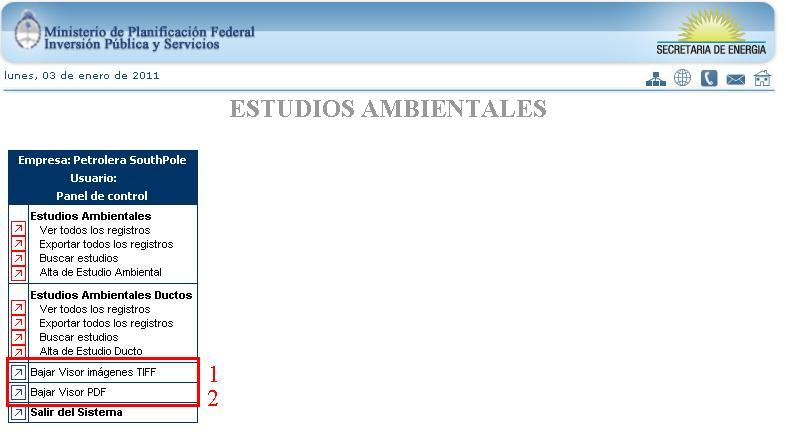 Ministerio de Planificación Federal
Inversión Pública y Servicios
SECRETARIA DE ENERGIA
lunes, 03 de enero de 2011
ESTUDIOS AMBIENTALES
Empresa: Petrolera SouthPole
Usuario:
Panel de control
Estudios Ambientales
Ver todos los registros
Exportar todos los registros
Buscar estudios
Alta de Estudio Ambiental
Estudios Ambientales Ductos
Ver todos los registros
Exportar todos los registros
Buscar estudios
Alta de Estudio Ducto
Bajar Visor imágenes TIFF 1
Bajar Visor PDF 2
Salir del Sistema